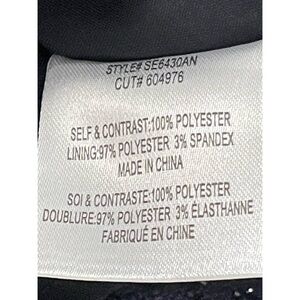 STYLE# SE6430AN
CUT# 604976
SELF & CONTRAST:100% POLYESTER
LINING:97% POLYESTER 3% SPANDEX
MADE IN CHINA
SOI & CONTRASTE:100% POLYESTER
DOUBLURE:97% POLYESTER 3% ÉLASTHANNE
FABRIQUÉ EN CHINE